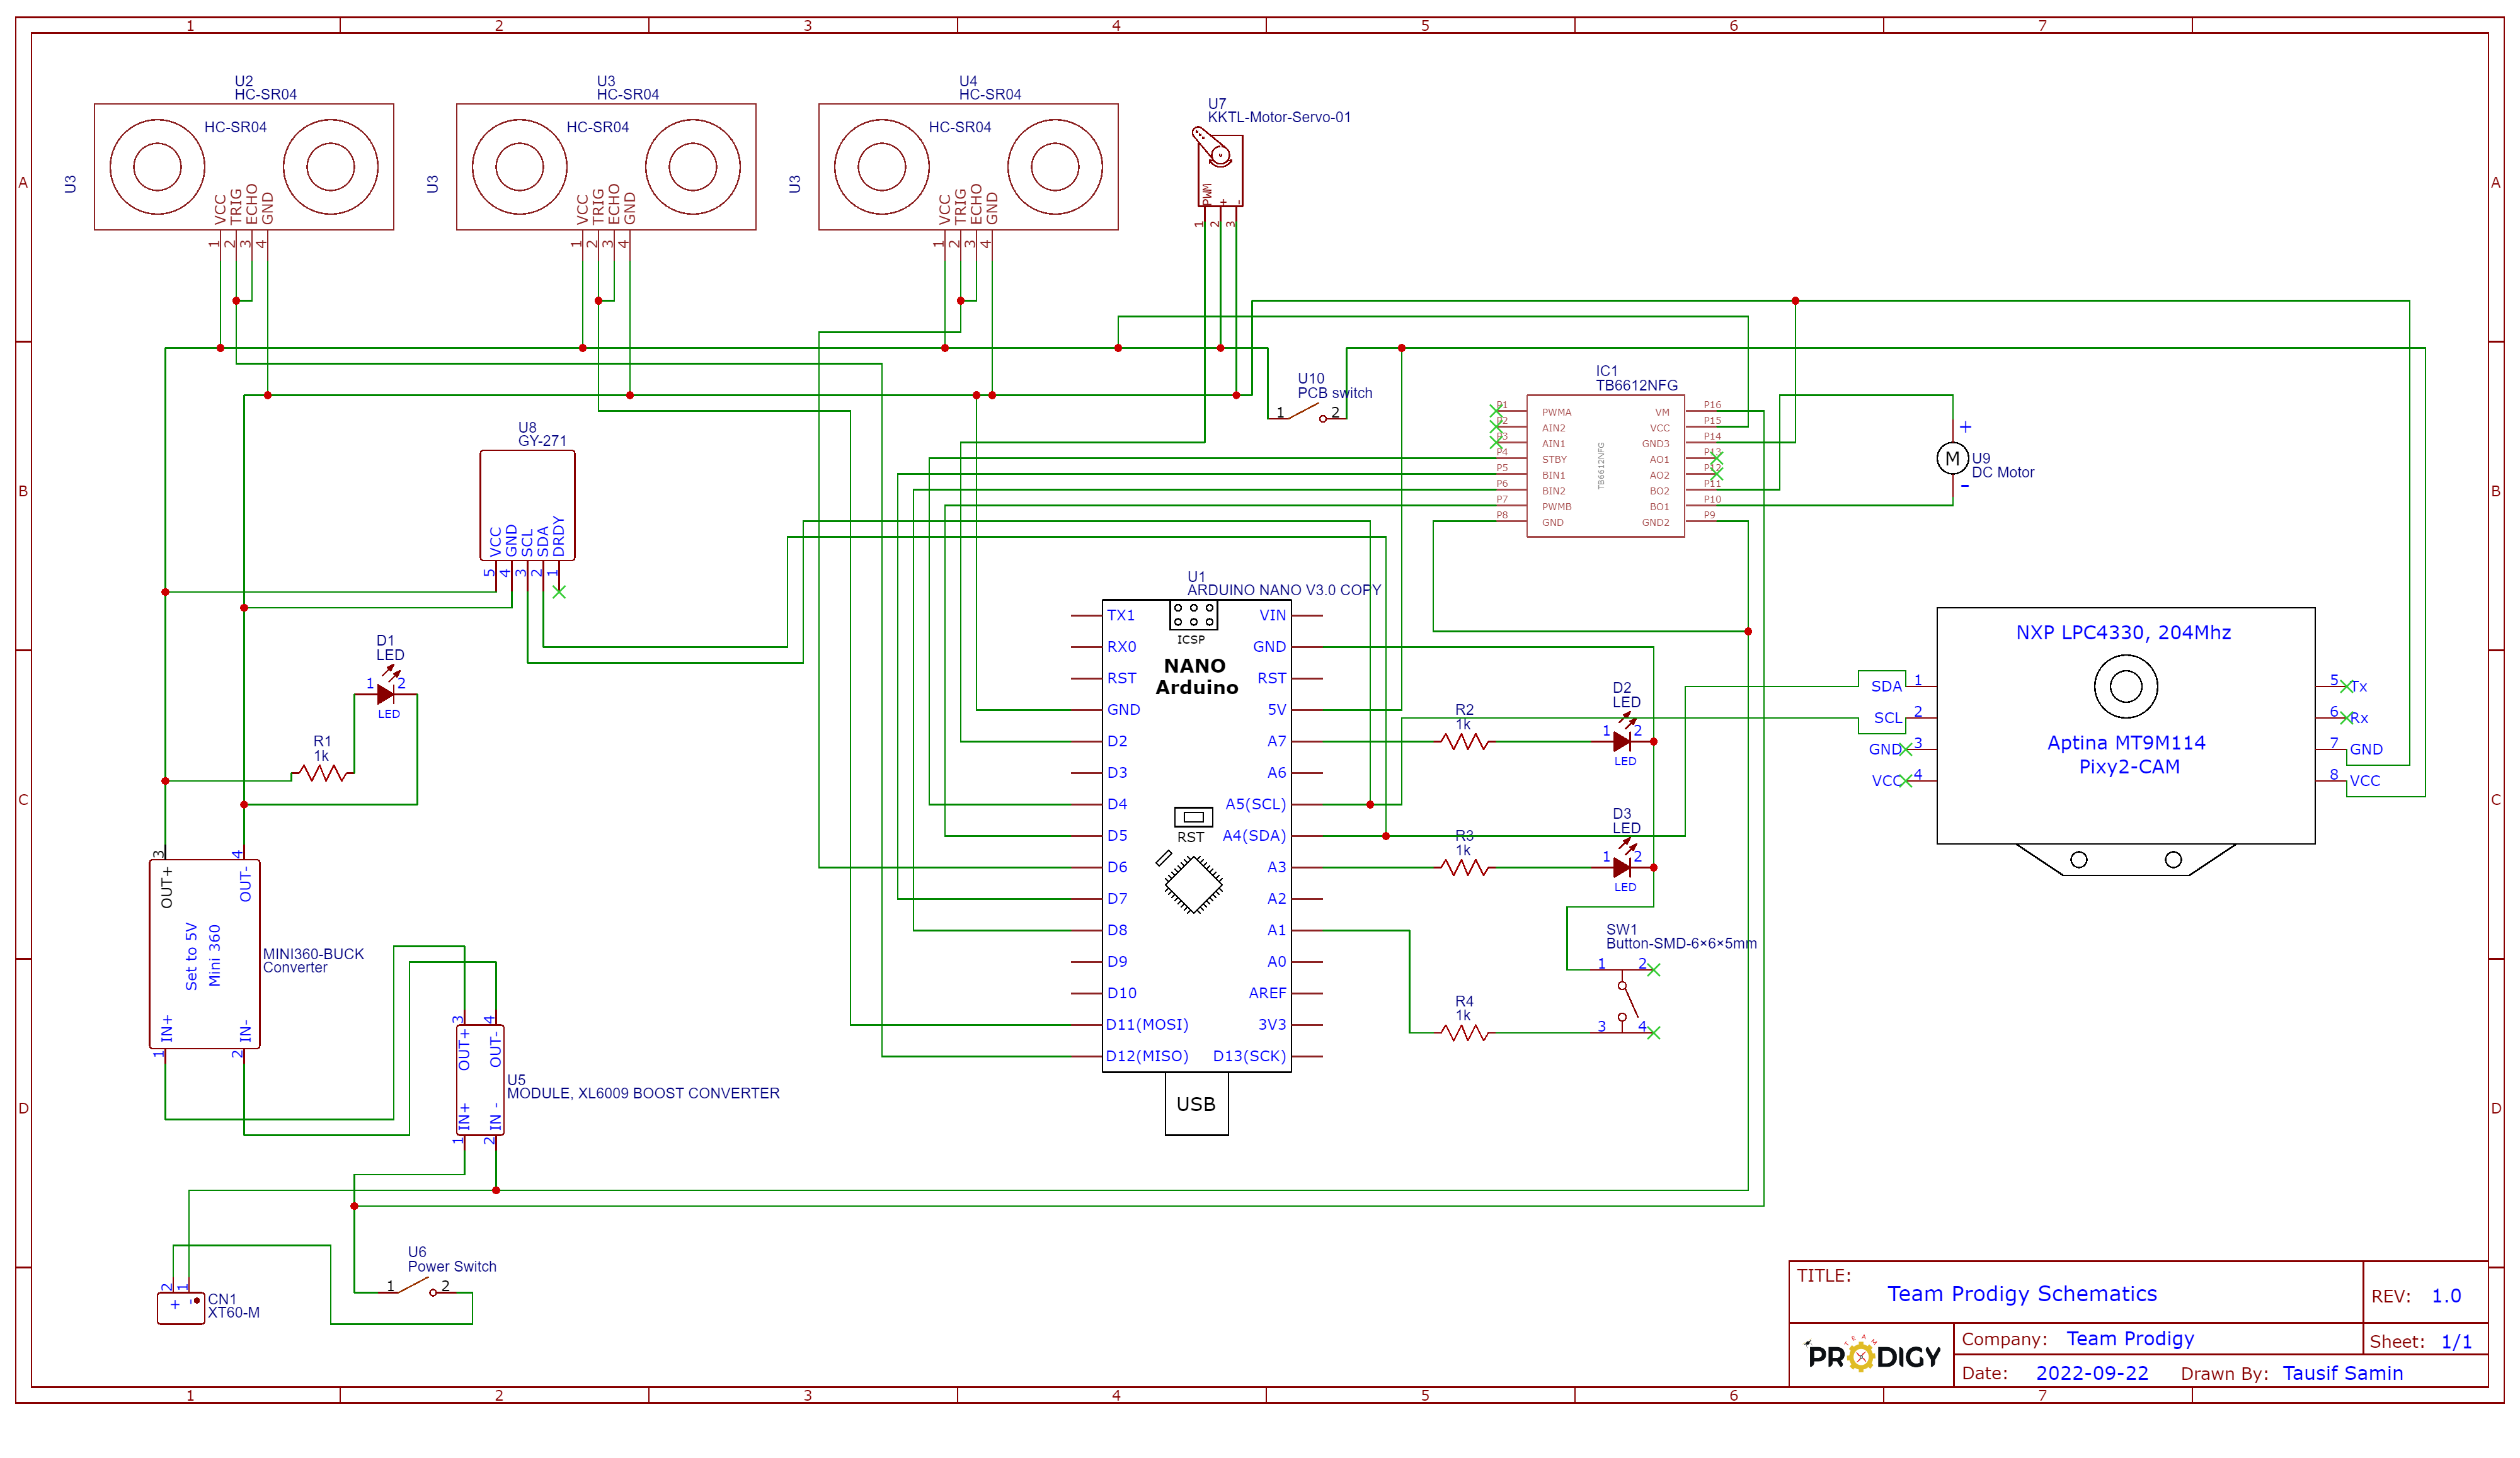 1 2 3 4 5 6 7
A
B
C
D
A
B
C
D
U2
HC-SR04
HC-SR04
U3
VCC
TRIG
ECHO
GND
1 2 3 4
U3
HC-SR04
HC-SR04
U3
VCC
TRIG
ECHO
GND
1 2 3 4
U4
HC-SR04
HC-SR04
U3
VCC
TRIG
ECHO
GND
1 2 3 4
U7
KKTL-Motor-Servo-01
PWM
+
-
1 2 3
U10
PCB switch
1 2
IC1
TB6612NFG
TB6612NFG
P1 PWMA VM P16
P2 AIN2 VCC P15
P3 AIN1 GND3 P14
P4 STBY AO1 P13
P5 BIN1 AO2 P12
P6 BIN2 BO2 P11
P7 PWMB BO1 P10
P8 GND GND2 P9
+
M
-
U9
DC Motor
U8
GY-271
VCC
GND
SCL
SDA
DRDY
5 4 3 2 1
D1
LED
1 2
LED
R1
1k
3 4
OUT+
OUT-
Set to 5V
Mini 360
IN+
IN-
1 2
MINI360-BUCK
Converter
3 4
OUT+
OUT-
IN+
IN -
1 2
U5
MODULE, XL6009 BOOST CONVERTER
U6
Power Switch
1 2
2 1
+ -
CN1
XT60-M
U1
ARDUINO NANO V3.0 COPY
ICSP
NANO
Arduino
RST
USB
TX1 VIN
RX0 GND
RST RST
GND 5V
D2 A7
D3 A6
D4 A5(SCL)
D5 A4(SDA)
D6 A3
D7 A2
D8 A1
D9 A0
D10 AREF
D11(MOSI) 3V3
D12(MISO) D13(SCK)
R2
1k
D2
LED
1 2
LED
R3
1k
D3
LED
1 2
LED
SW1
Button-SMD-6×6×5mm
1 2
3 4
R4
1k
NXP LPC4330, 204Mhz
Aptina MT9M114
Pixy2-CAM
SDA 1
SCL 2
GND 3
VCC 4
5 Tx
6 Rx
7 GND
8 VCC
TITLE:
Team Prodigy Schematics
REV: 1.0
TEAM
PRODIGY
Company: Team Prodigy
Sheet: 1/1
Date: 2022-09-22 Drawn By: Tausif Samin
1 2 3 4 5 6 7